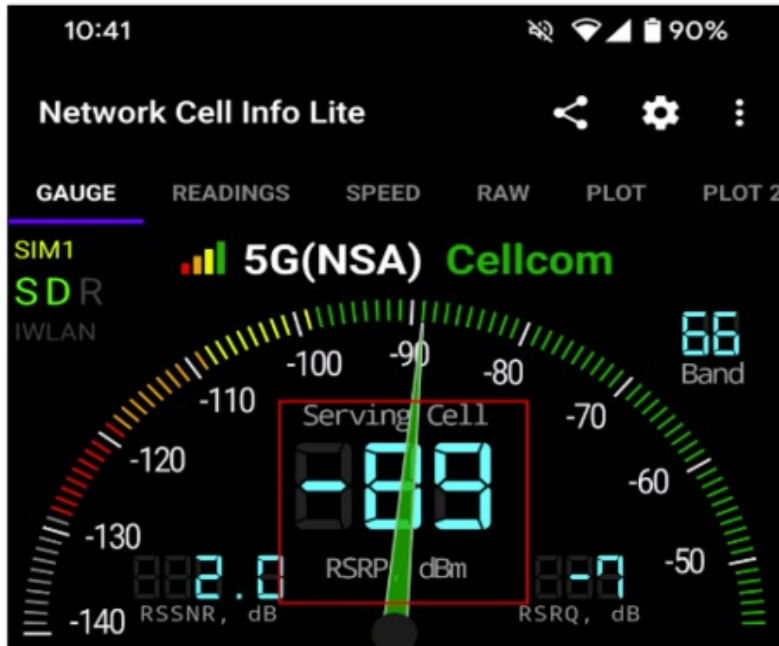 10:41 90%
Network Cell Info Lite
GAUGE READINGS SPEED RAW PLOT PLOT 2
SIM1 5G(NSA) Cellcom
S D R
IWLAN
66
Band
-140 -130 -120 -110 -100 -90 -80 -70 -60 -50
Serving Cell
-89
RSRP, dBm
2.0
RSSNR, dB
-7
RSRQ, dB